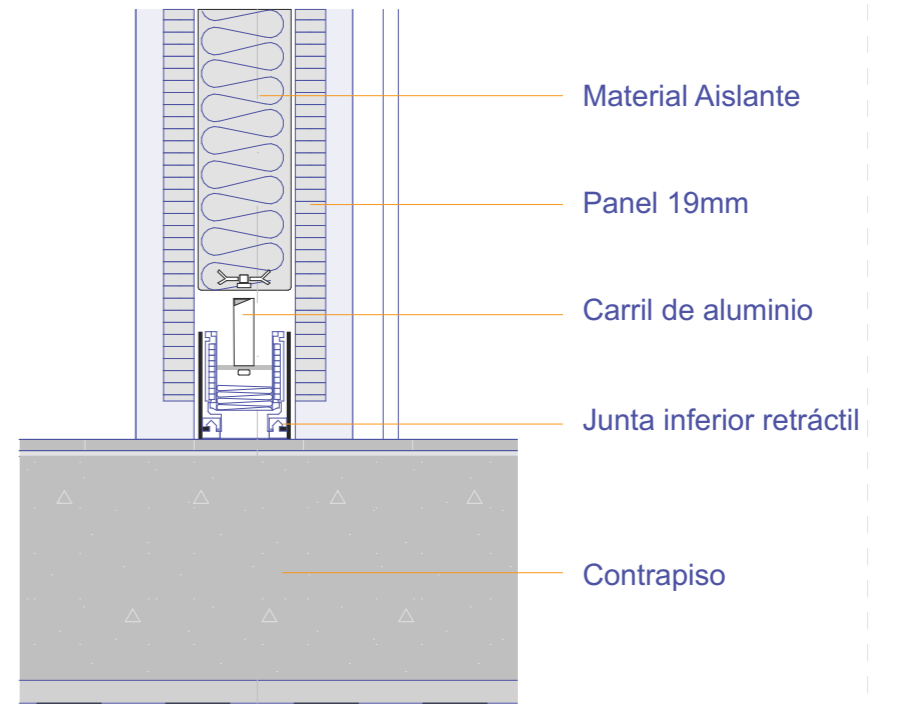 Material Aislante
Panel 19mm
Carril de aluminio
Junta inferior retráctil
Contrapiso